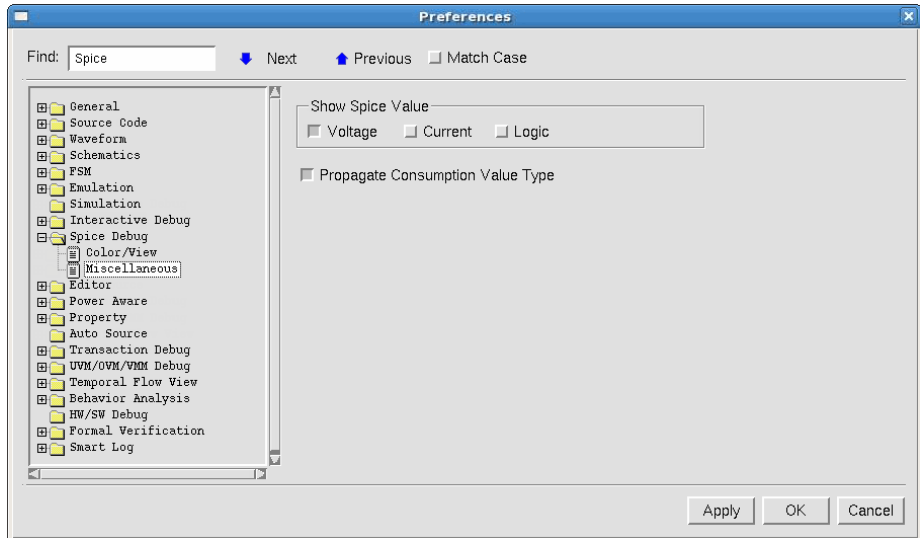 Preferences
Find: Spice Next Previous Match Case
General
Source Code
Waveform
Schematics
FSM
Emulation
Simulation
Interactive Debug
Spice Debug
Color/View
Miscellaneous
Editor
Power Aware
Property
Auto Source
Transaction Debug
UVM/OVM/VMM Debug
Temporal Flow View
Behavior Analysis
HW/SW Debug
Formal Verification
Smart Log
Show Spice Value
Voltage Current Logic
Propagate Consumption Value Type
Apply OK Cancel